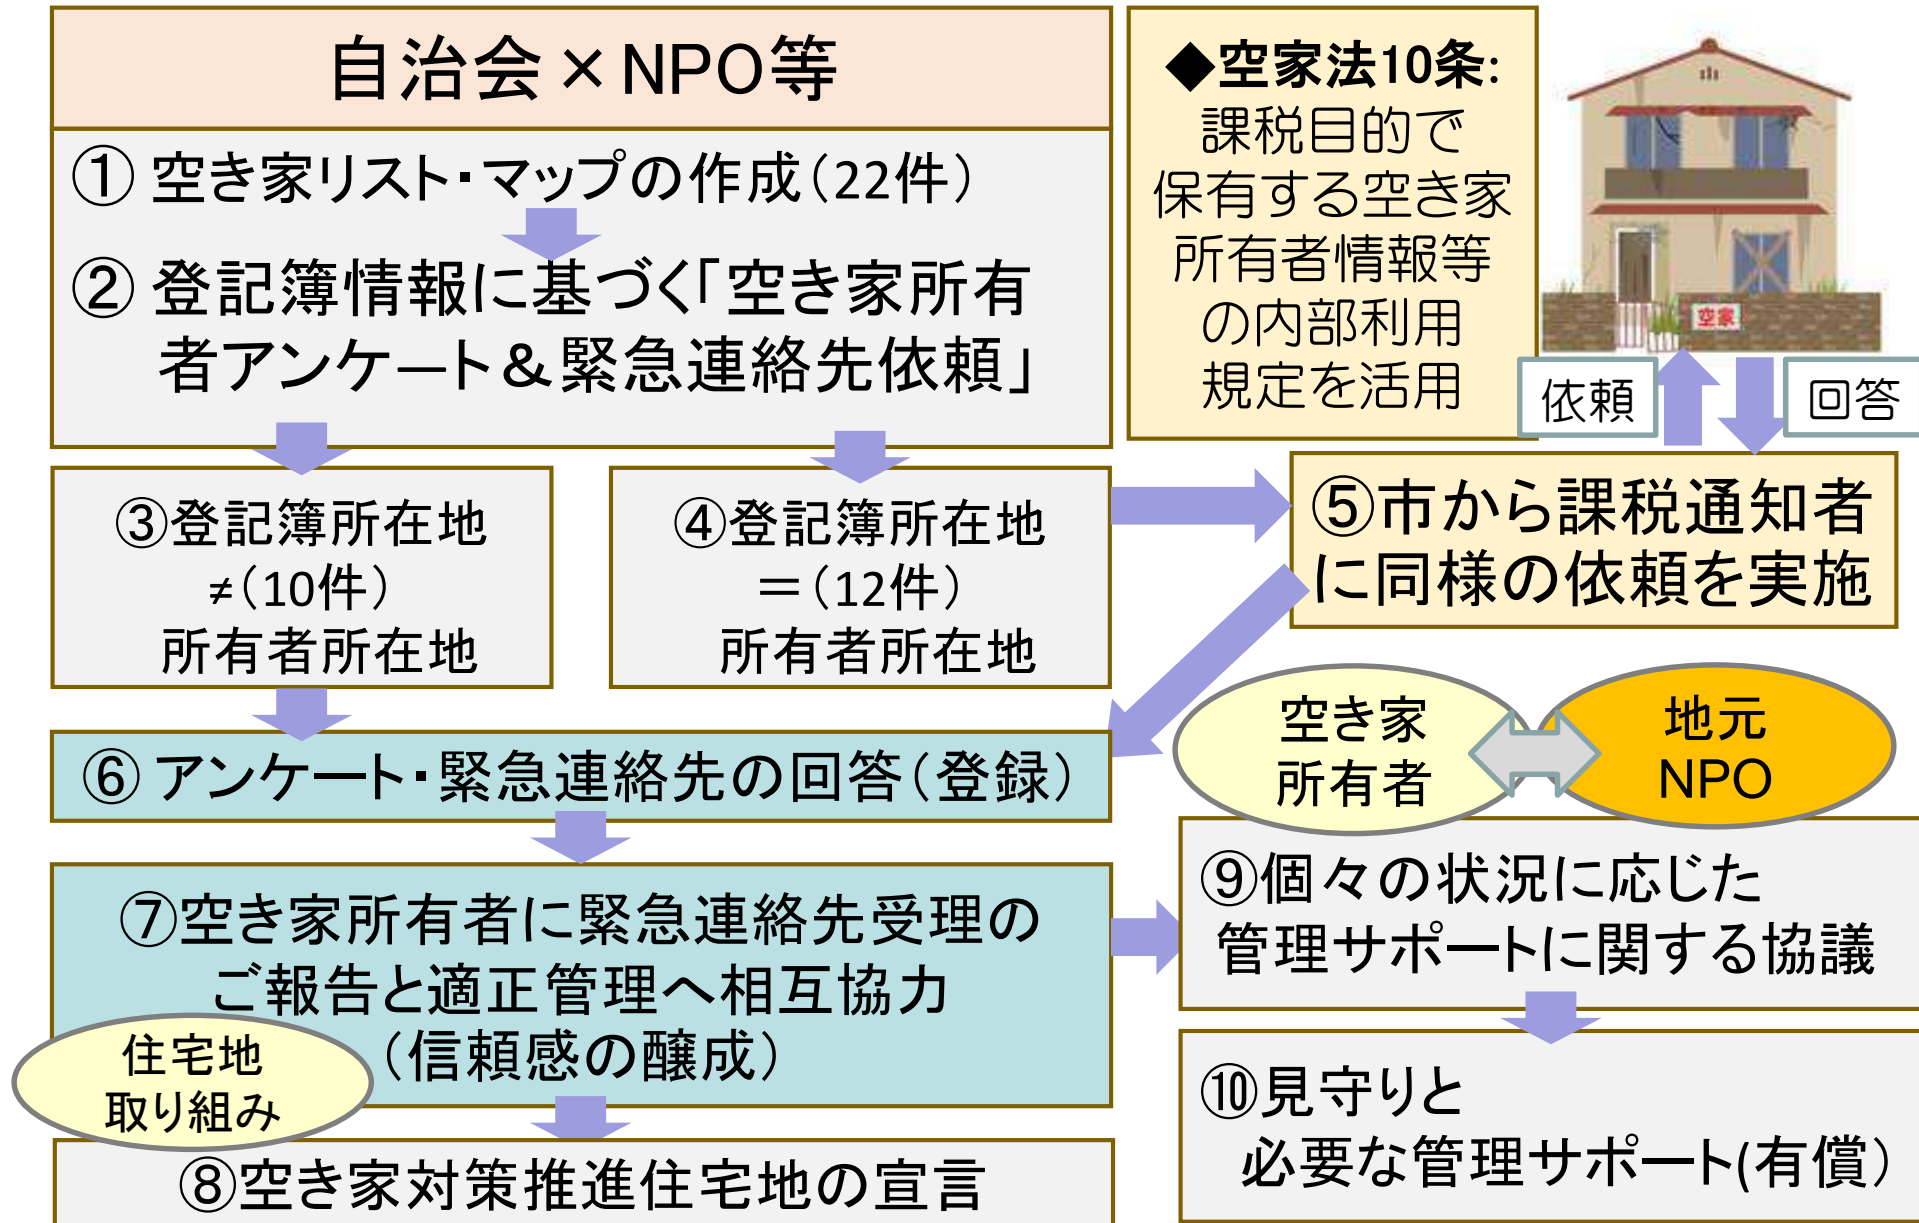 自治会×NPO等
① 空き家リスト・マップの作成（22件）
② 登記簿情報に基づく「空き家所有
者アンケート＆緊急連絡先依頼」
③登記簿所在地
≠（10件）
所有者所在地
④登記簿所在地
＝（12件）
所有者所在地
◆空家法10条:
課税目的で
保有する空き家
所有者情報等
の内部利用
規定を活用
空家
依頼
回答
⑤市から課税通知者
に同様の依頼を実施
⑥ アンケート・緊急連絡先の回答（登録）
⑦空き家所有者に緊急連絡先受理の
ご報告と適正管理へ相互協力
（信頼感の醸成）
住宅地
取り組み
⑧空き家対策推進住宅地の宣言
空き家
所有者
地元
NPO
⑨個々の状況に応じた
管理サポートに関する協議
⑩見守りと
必要な管理サポート(有償）